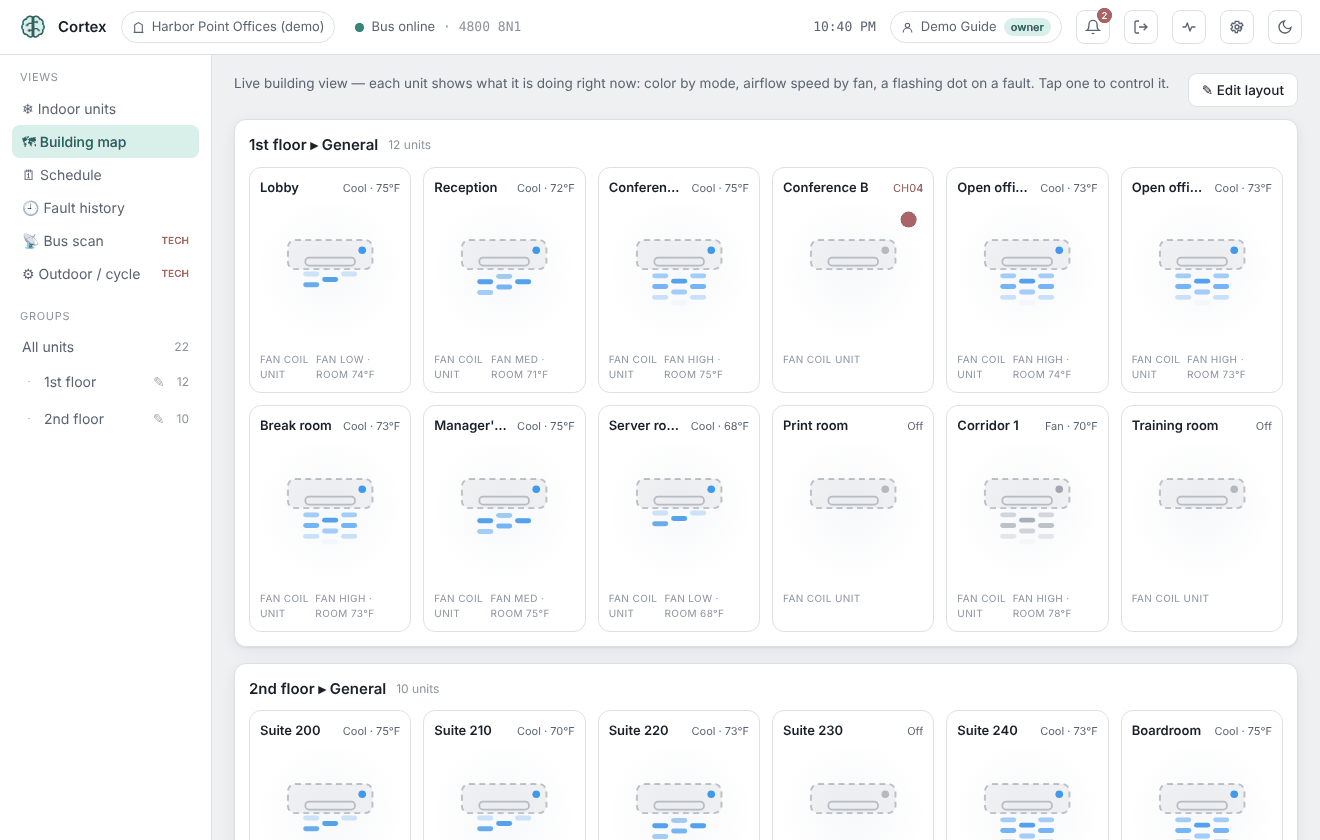 Cortex
Harbor Point Offices (demo)
Bus online · 4800 8N1
10:40 PM
Demo Guide owner
2
VIEWS
Indoor units
Building map
Schedule
Fault history
Bus scan TECH
Outdoor / cycle TECH
GROUPS
All units 22
· 1st floor 12
· 2nd floor 10
Live building view — each unit shows what it is doing right now: color by mode, airflow speed by fan, a flashing dot on a fault. Tap one to control it.
Edit layout
1st floor ▸ General 12 units
Lobby Cool · 75°F
FAN COIL UNIT
FAN LOW · ROOM 74°F
Reception Cool · 72°F
FAN COIL UNIT
FAN MED · ROOM 71°F
Conferen... Cool · 75°F
FAN COIL UNIT
FAN HIGH · ROOM 75°F
Conference B CH04
FAN COIL UNIT
Open offi... Cool · 73°F
FAN COIL UNIT
FAN HIGH · ROOM 74°F
Open offi... Cool · 73°F
FAN COIL UNIT
FAN HIGH · ROOM 73°F
Break room Cool · 73°F
FAN COIL UNIT
FAN HIGH · ROOM 73°F
Manager'... Cool · 75°F
FAN COIL UNIT
FAN MED · ROOM 75°F
Server ro... Cool · 68°F
FAN COIL UNIT
FAN LOW · ROOM 68°F
Print room Off
FAN COIL UNIT
Corridor 1 Fan · 70°F
FAN COIL UNIT
FAN HIGH · ROOM 78°F
Training room Off
FAN COIL UNIT
2nd floor ▸ General 10 units
Suite 200 Cool · 75°F
Suite 210 Cool · 70°F
Suite 220 Cool · 73°F
Suite 230 Off
Suite 240 Cool · 73°F
Boardroom Cool · 75°F